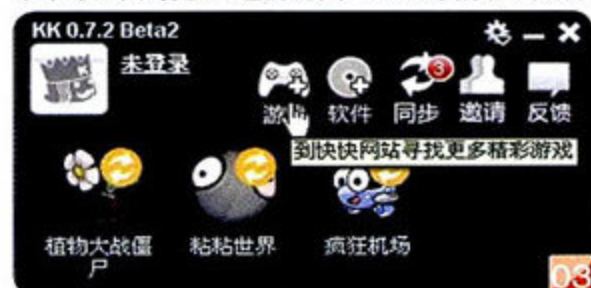 KK 0.7.2 Beta2
未登录
3
游戏 软件 同步 邀请 反馈
到快快网站寻找更多精彩游戏
植物大战僵尸 粘粘世界 疯狂机场
03